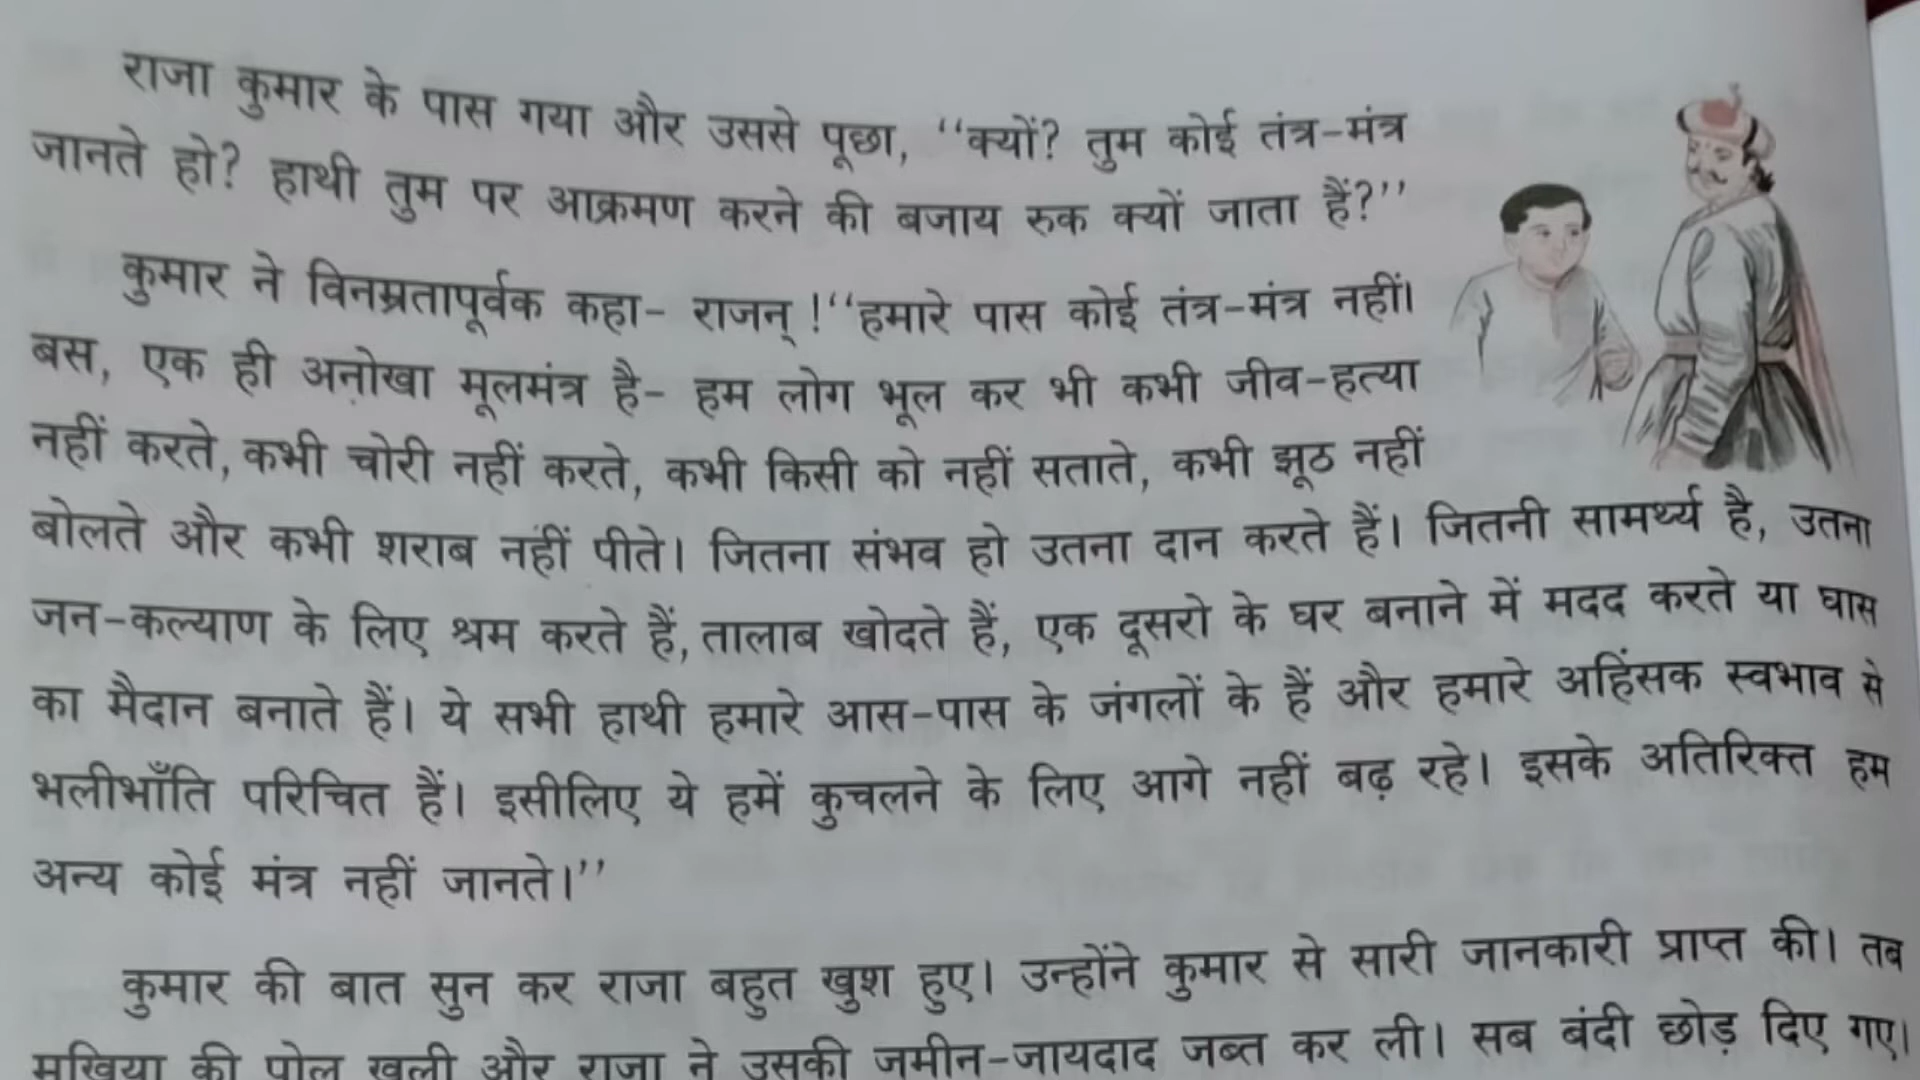 राजा कुमार के पास गया और उससे पूछा, ‘‘क्यों? तुम कोई तंत्र-मंत्र
जानते हो? हाथी तुम पर आक्रमण करने की बजाय रुक क्यों जाता हैं?’’
कुमार ने विनम्रतापूर्वक कहा- राजन् !‘‘हमारे पास कोई तंत्र-मंत्र नहीं।
बस, एक ही अनोखा मूलमंत्र है- हम लोग भूल कर भी कभी जीव-हत्या
नहीं करते, कभी चोरी नहीं करते, कभी किसी को नहीं सताते, कभी झूठ नहीं
बोलते और कभी शराब नहीं पीते। जितना संभव हो उतना दान करते हैं। जितनी सामर्थ्य है, उतना
जन-कल्याण के लिए श्रम करते हैं, तालाब खोदते हैं, एक दूसरो के घर बनाने में मदद करते या घास
का मैदान बनाते हैं। ये सभी हाथी हमारे आस-पास के जंगलों के हैं और हमारे अहिंसक स्वभाव से
भलीभाँति परिचित हैं। इसीलिए ये हमें कुचलने के लिए आगे नहीं बढ़ रहे। इसके अतिरिक्त हम
अन्य कोई मंत्र नहीं जानते।’’
कुमार की बात सुन कर राजा बहुत खुश हुए। उन्होंने कुमार से सारी जानकारी प्राप्त की। तब
मुखिया की पोल खुली और राजा ने उसकी जमीन-जायदाद जब्त कर ली। सब बंदी छोड़ दिए गए।